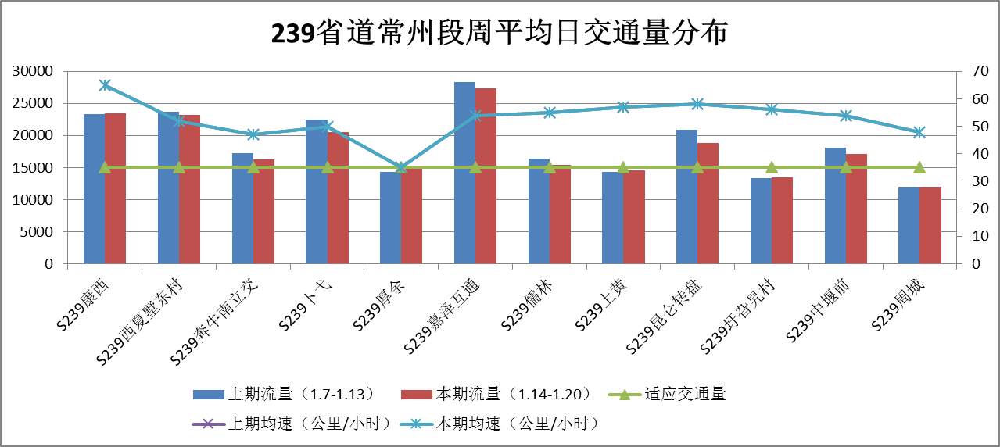 239省道常州段周平均日交通量分布
30000
25000
20000
15000
10000
5000
0
70
60
50
40
30
20
10
0
S239康西
S239西夏墅东村
S239奔牛南立交
S239卜弋
S239厚余
S239嘉泽互通
S239儒林
S239上黄
S239昆仑转盘
S239圩旮旯村
S239中堰前
S239周城
上期流量（1.7-1.13）
本期流量（1.14-1.20）
适应交通量
上期均速（公里/小时）
本期均速（公里/小时）